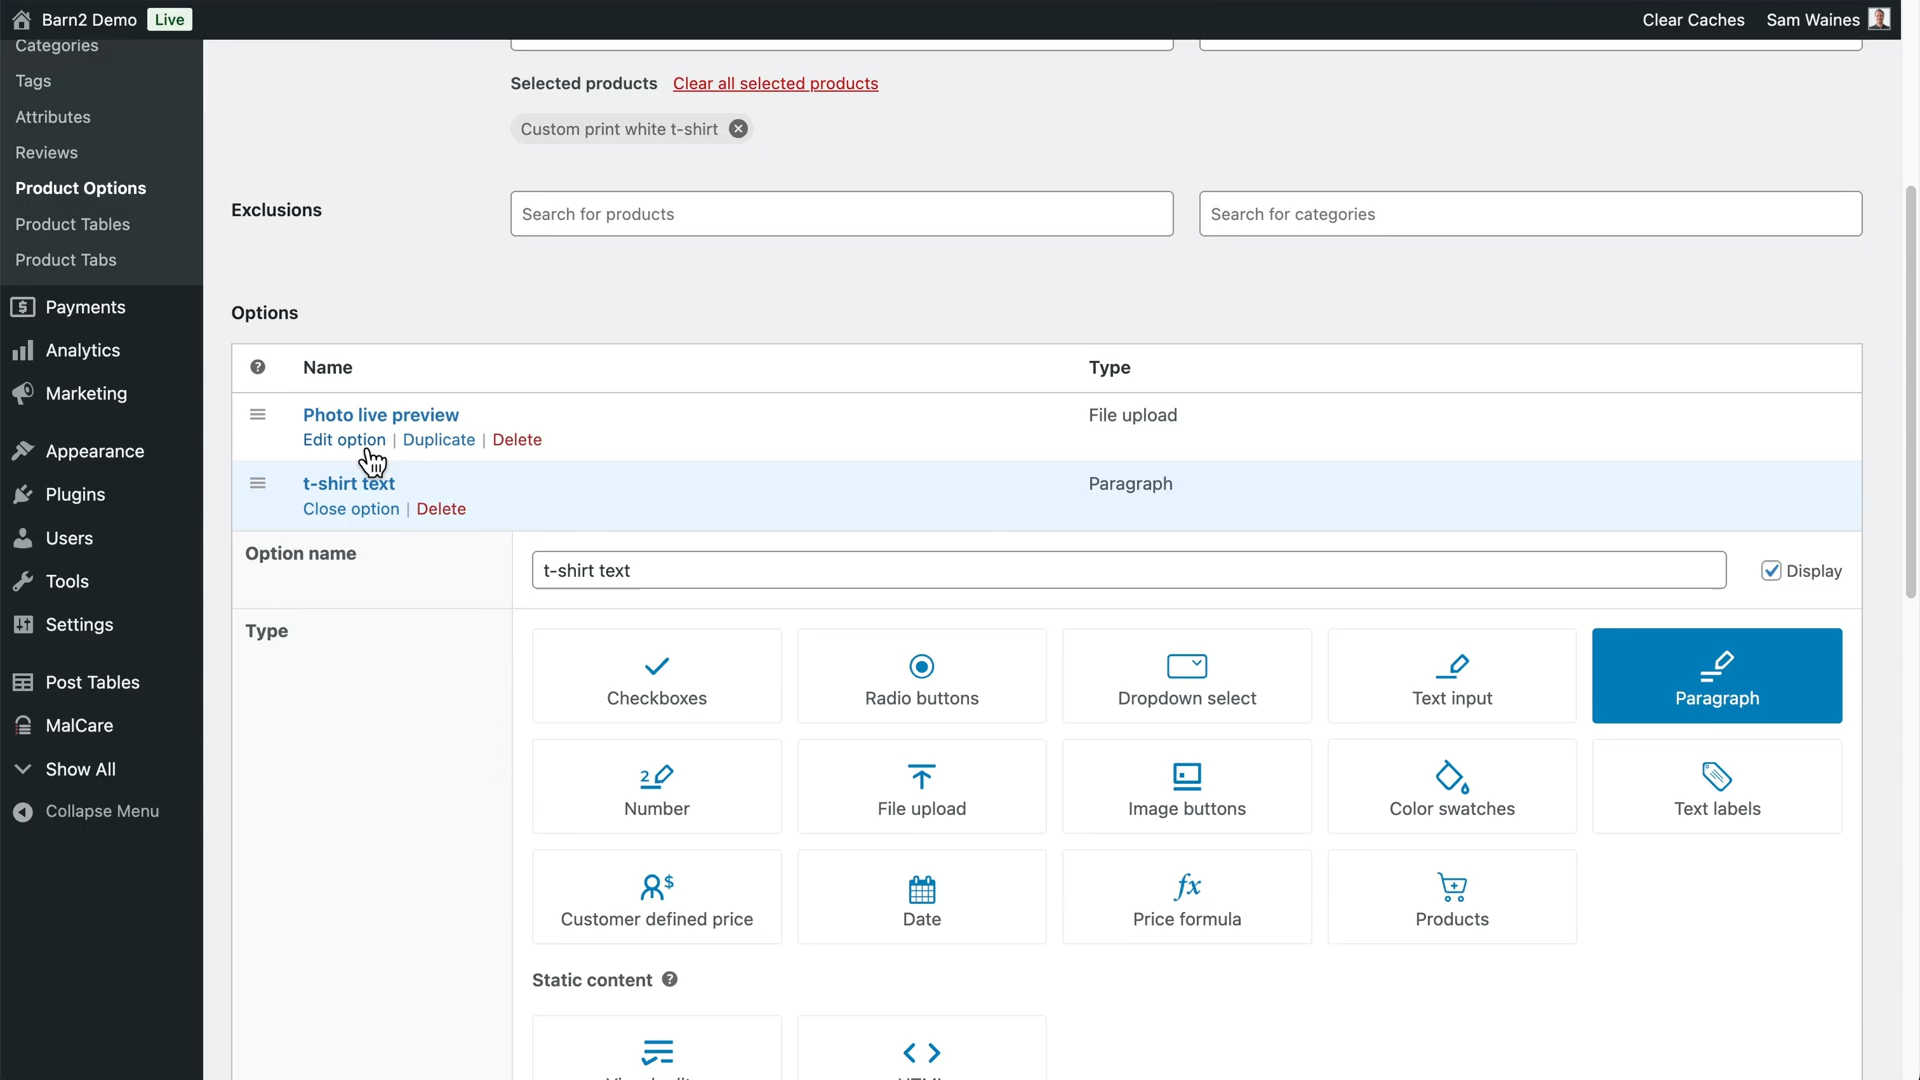 Barn2 Demo Live Clear Caches Sam Waines
Categories
Tags
Attributes
Reviews
Product Options
Product Tables
Product Tabs
Payments
Analytics
Marketing
Appearance
Plugins
Users
Tools
Settings
Post Tables
MalCare
Show All
Collapse Menu
Selected products Clear all selected products
Custom print white t-shirt
Exclusions Search for products Search for categories
Options
Name Type
Photo live preview File upload
Edit option | Duplicate | Delete
t-shirt text Paragraph
Close option | Delete
Option name t-shirt text Display
Type
Checkboxes Radio buttons Dropdown select Text input Paragraph
2
Number File upload Image buttons Color swatches Text labels
$ fx
Customer defined price Date Price formula Products
Static content